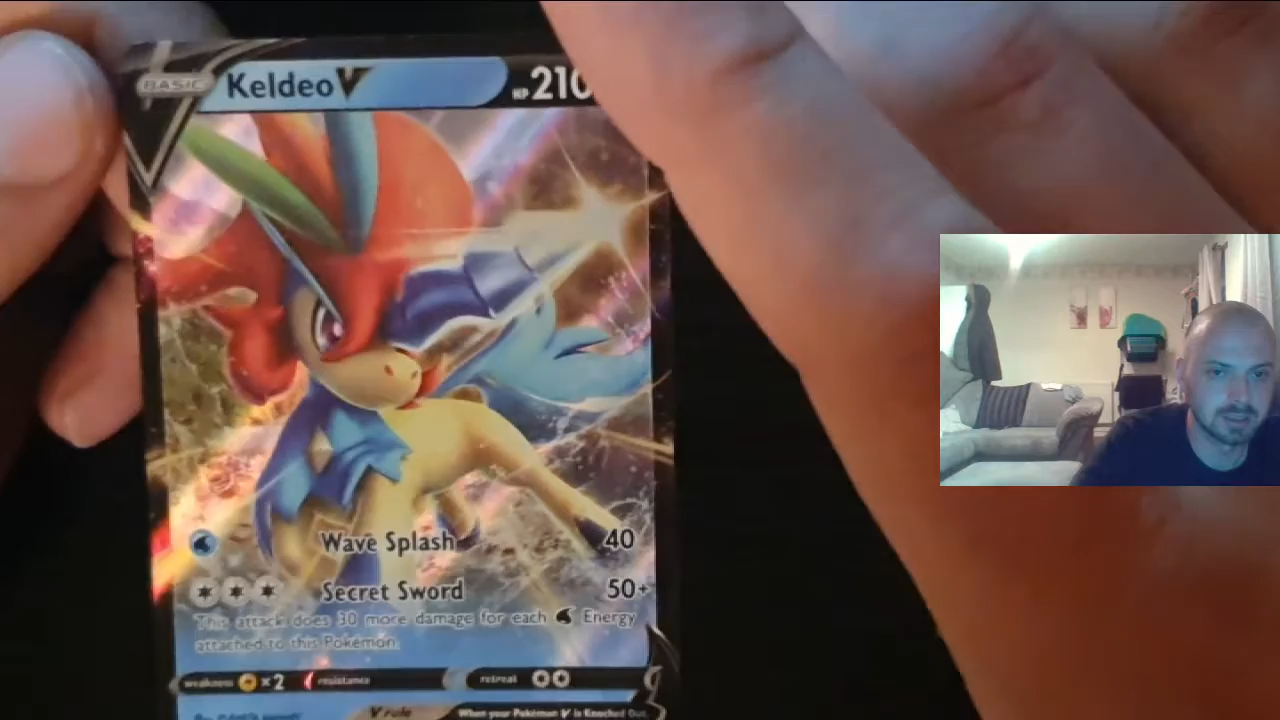 BASIC Keldeo V HP 210
Wave Splash 40
Secret Sword 50+
This attack does 30 more damage for each Energy
attached to this Pokémon.
weakness ×2 resistance retreat
V rule When your Pokémon V is Knocked Out,